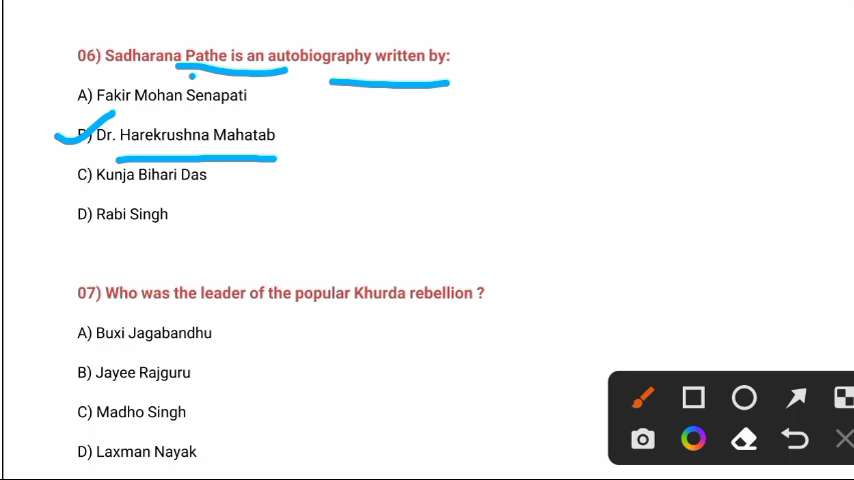 06) Sadharana Pathe is an autobiography written by:
A) Fakir Mohan Senapati
B) Dr. Harekrushna Mahatab
C) Kunja Bihari Das
D) Rabi Singh
07) Who was the leader of the popular Khurda rebellion ?
A) Buxi Jagabandhu
B) Jayee Rajguru
C) Madho Singh
D) Laxman Nayak